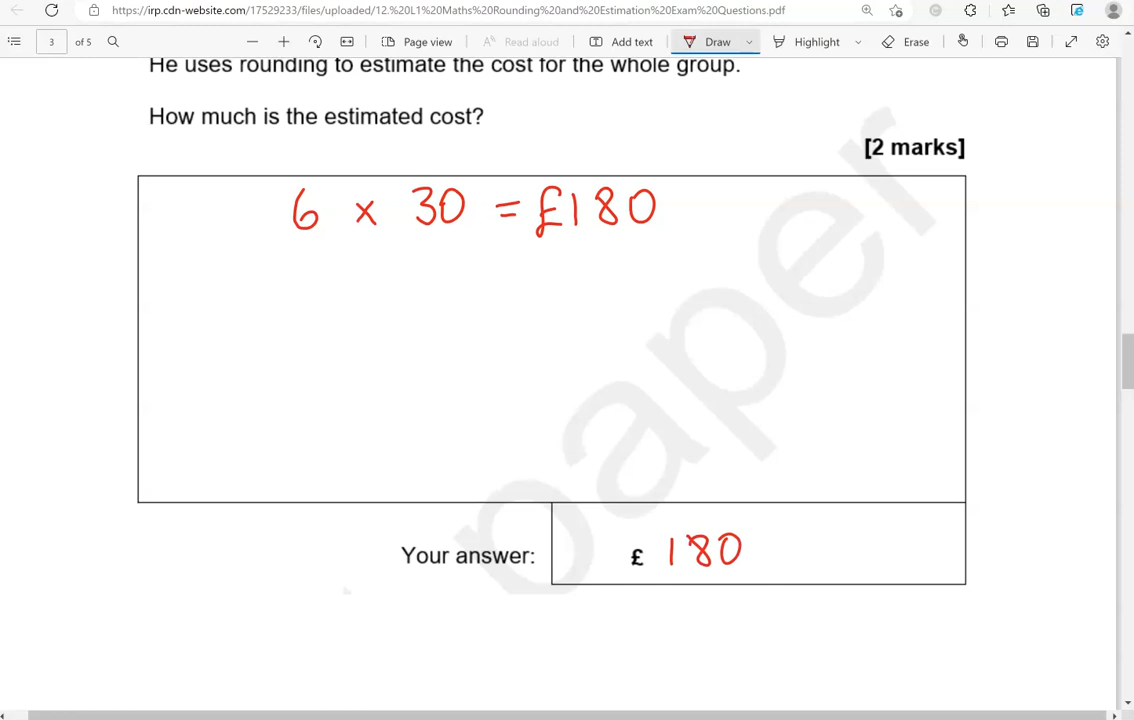 https://irp.cdn-website.com/17529233/files/uploaded/12.%20L1%20Maths%20Rounding%20and%20Estimation%20Exam%20Questions.pdf
3 of 5 Page view Read aloud Add text Draw Highlight Erase
He uses rounding to estimate the cost for the whole group.
How much is the estimated cost?
[2 marks]
6 x 30 = £180
paper
Your answer: £ 180